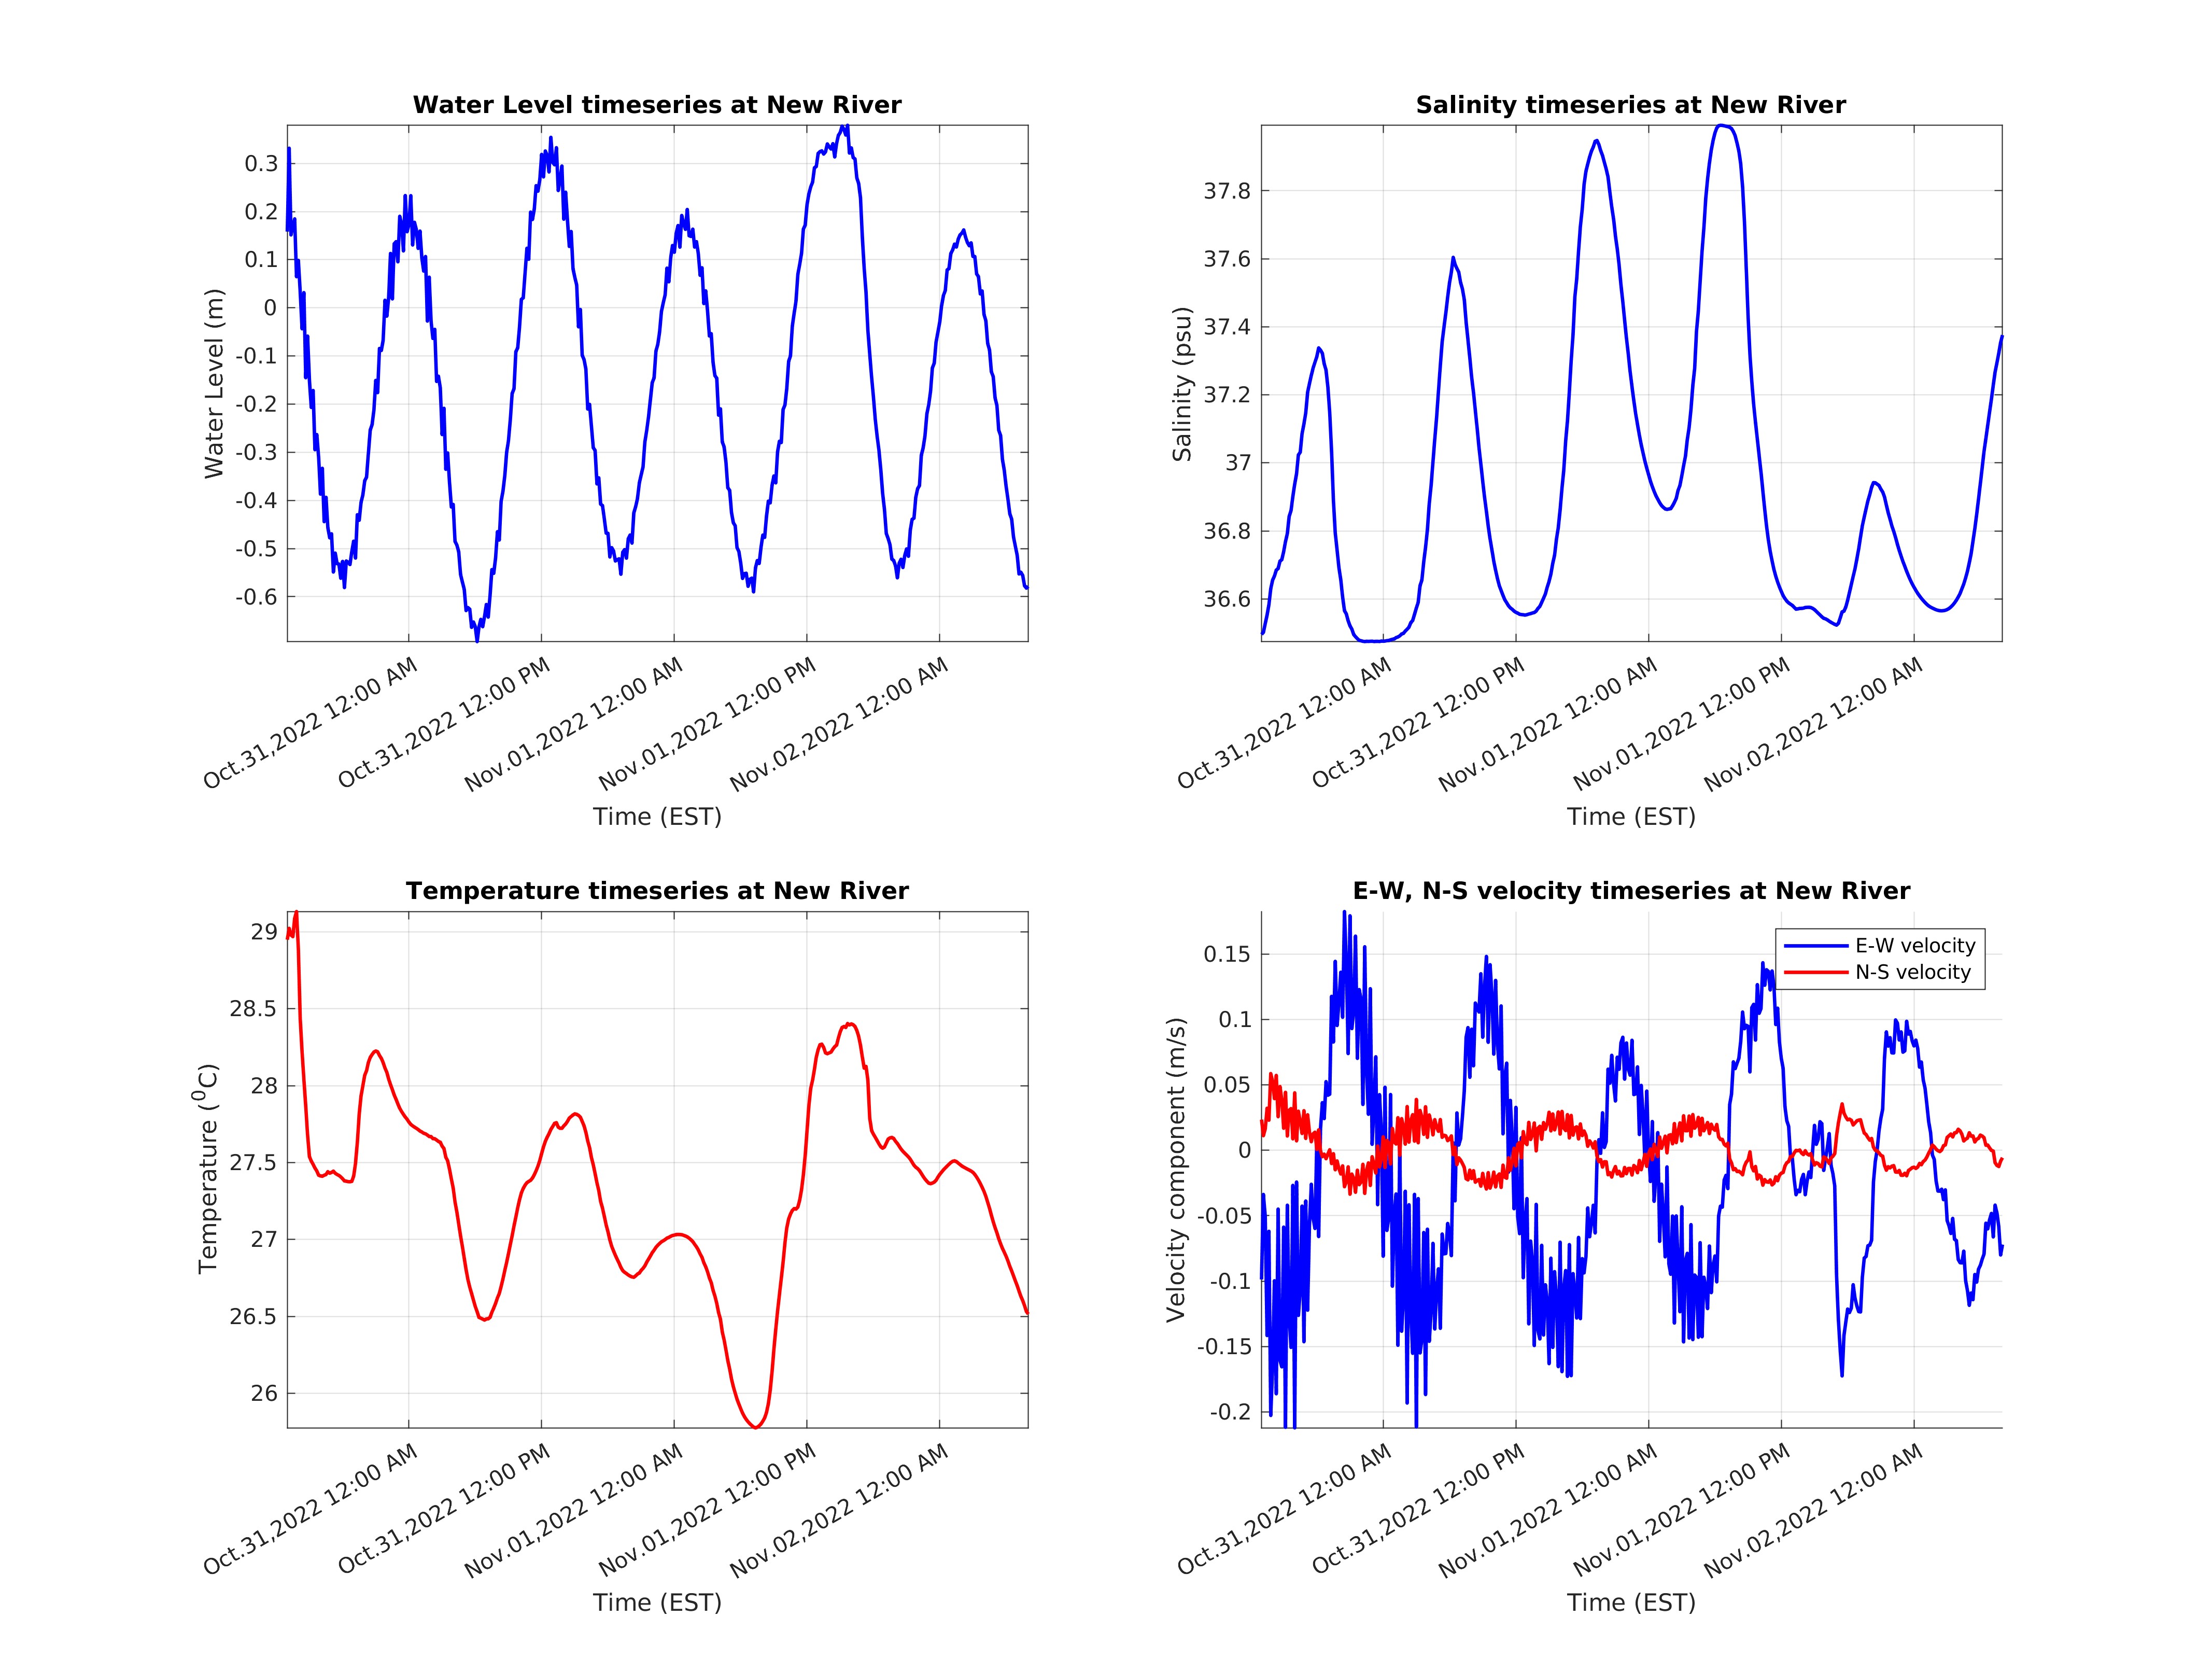 Water Level timeseries at New River
Water Level (m)
0.3
0.2
0.1
0
-0.1
-0.2
-0.3
-0.4
-0.5
-0.6
Oct.31,2022 12:00 AM
Oct.31,2022 12:00 PM
Nov.01,2022 12:00 AM
Nov.01,2022 12:00 PM
Nov.02,2022 12:00 AM
Time (EST)
Salinity timeseries at New River
Salinity (psu)
37.8
37.6
37.4
37.2
37
36.8
36.6
Oct.31,2022 12:00 AM
Oct.31,2022 12:00 PM
Nov.01,2022 12:00 AM
Nov.01,2022 12:00 PM
Nov.02,2022 12:00 AM
Time (EST)
Temperature timeseries at New River
Temperature (⁰C)
29
28.5
28
27.5
27
26.5
26
Oct.31,2022 12:00 AM
Oct.31,2022 12:00 PM
Nov.01,2022 12:00 AM
Nov.01,2022 12:00 PM
Nov.02,2022 12:00 AM
Time (EST)
E-W, N-S velocity timeseries at New River
Velocity component (m/s)
0.15
0.1
0.05
0
-0.05
-0.1
-0.15
-0.2
E-W velocity
N-S velocity
Oct.31,2022 12:00 AM
Oct.31,2022 12:00 PM
Nov.01,2022 12:00 AM
Nov.01,2022 12:00 PM
Nov.02,2022 12:00 AM
Time (EST)